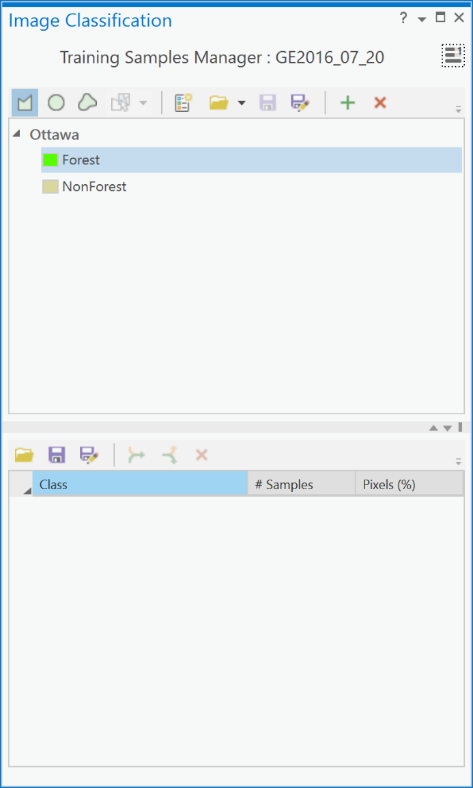 Image Classification
?
Training Samples Manager : GE2016_07_20
Ottawa
Forest
NonForest
Class # Samples Pixels (%)